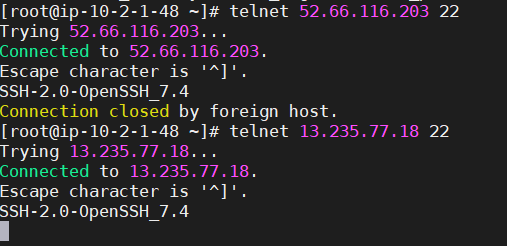 [root@ip-10-2-1-48 ~]# telnet 52.66.116.203 22
Trying 52.66.116.203...
Connected to 52.66.116.203.
Escape character is '^]'.
SSH-2.0-OpenSSH_7.4
Connection closed by foreign host.
[root@ip-10-2-1-48 ~]# telnet 13.235.77.18 22
Trying 13.235.77.18...
Connected to 13.235.77.18.
Escape character is '^]'.
SSH-2.0-OpenSSH_7.4